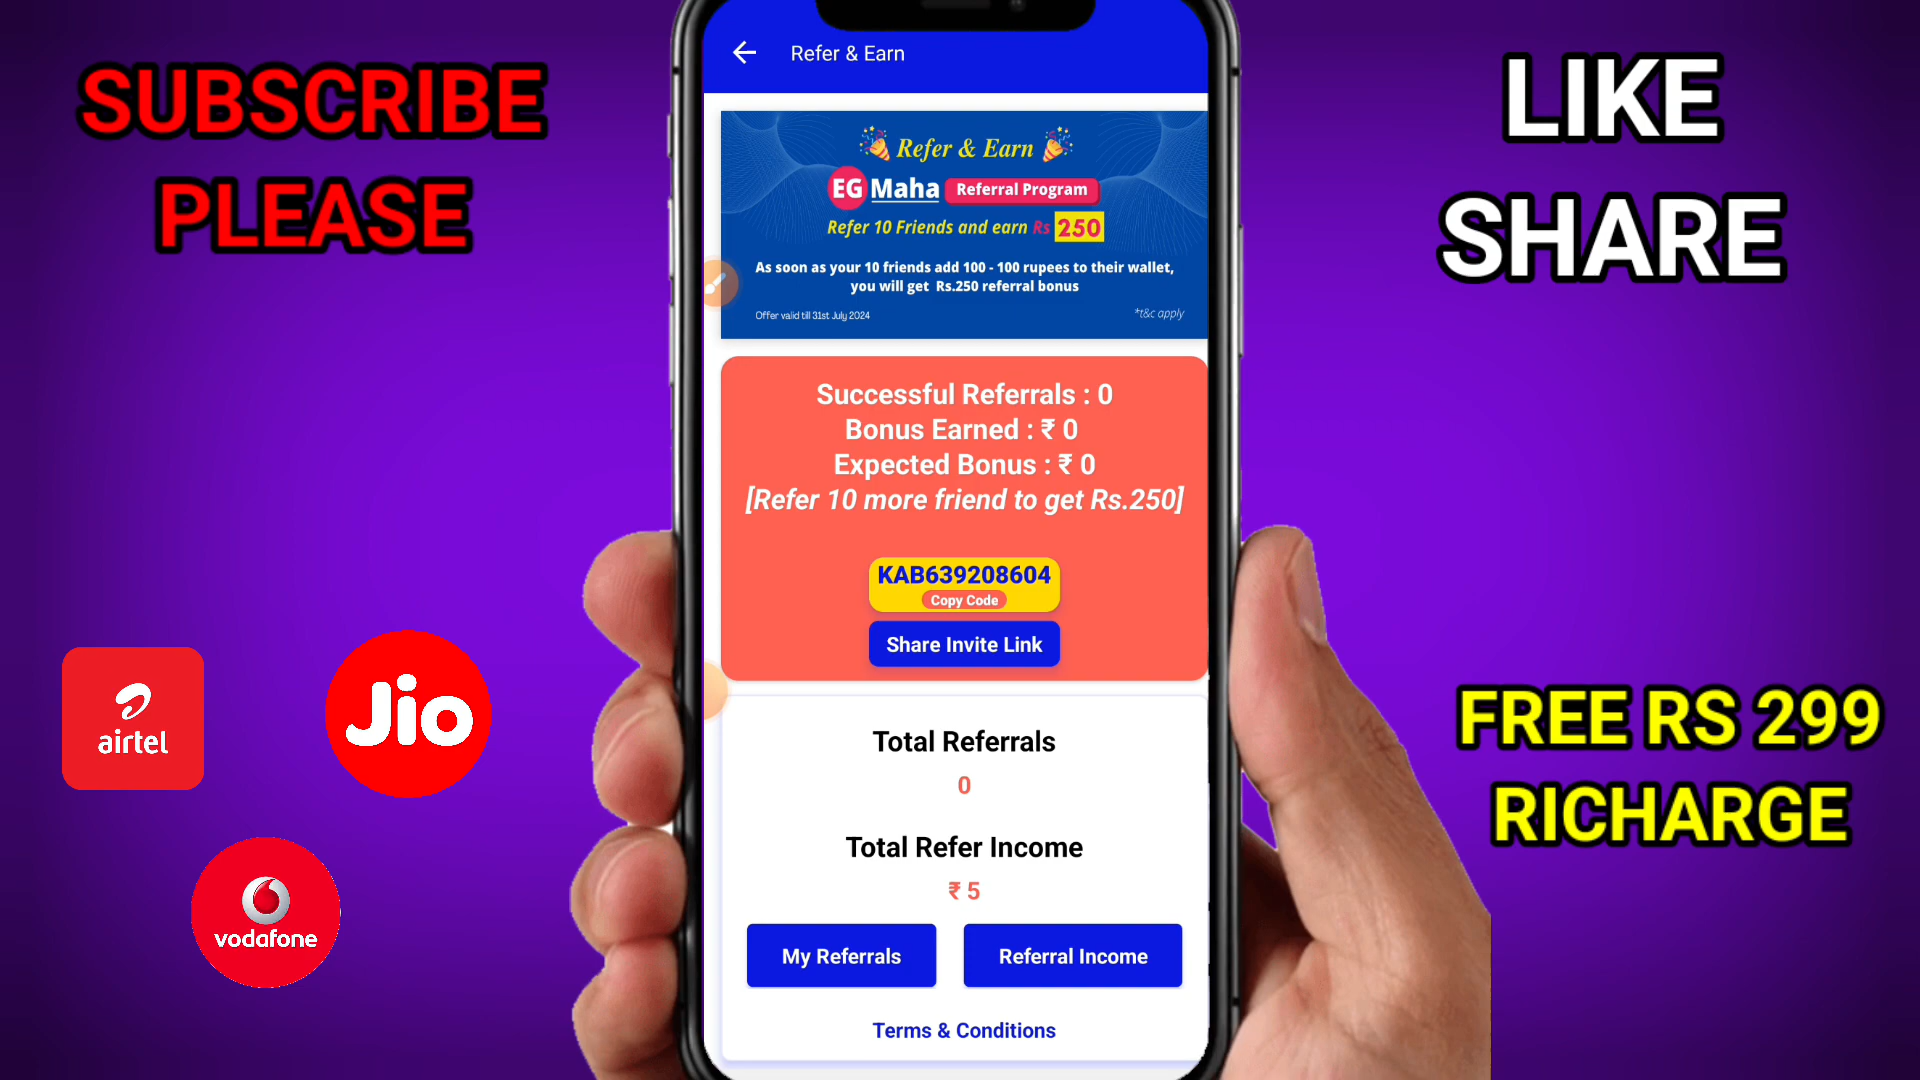 SUBSCRIBE
PLEASE
LIKE
SHARE
Refer & Earn
Refer & Earn
EG Maha Referral Program
Refer 10 Friends and earn Rs 250
As soon as your 10 friends add 100 - 100 rupees to their wallet,
you will get Rs.250 referral bonus
Offer valid till 31st July 2024
*t&c apply
Successful Referrals : 0
Bonus Earned : ₹ 0
Expected Bonus : ₹ 0
[Refer 10 more friend to get Rs.250]
KAB639208604
Copy Code
Share Invite Link
Total Referrals
0
Total Refer Income
₹ 5
My Referrals
Referral Income
Terms & Conditions
airtel
Jio
vodafone
FREE RS 299
RICHARGE